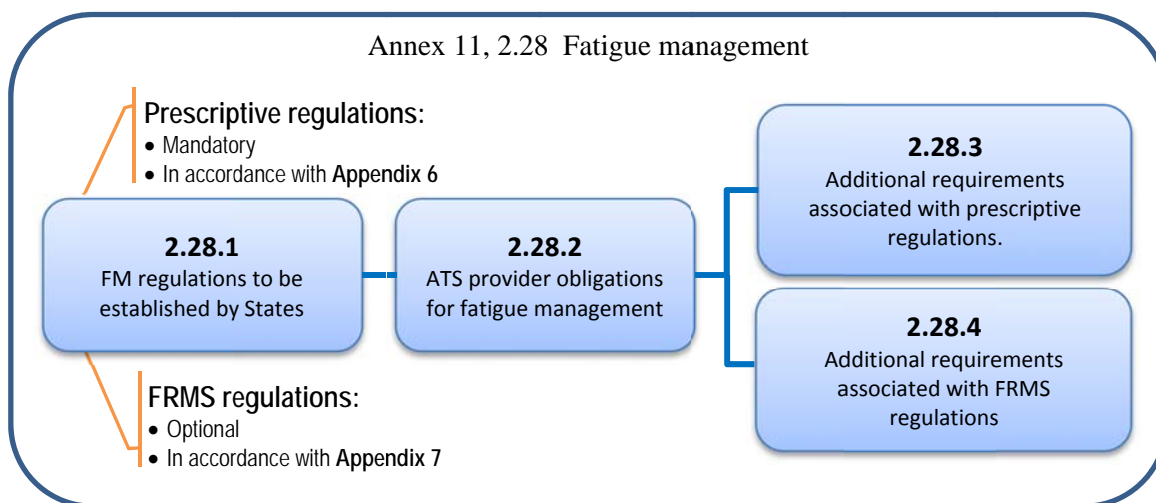 Annex 11, 2.28 Fatigue management
Prescriptive regulations:
• Mandatory
• In accordance with Appendix 6
2.28.1
FM regulations to be
established by States
2.28.2
ATS provider obligations
for fatigue management
2.28.3
Additional requirements
associated with prescriptive
regulations.
2.28.4
Additional requirements
associated with FRMS
regulations
FRMS regulations:
• Optional
• In accordance with Appendix 7